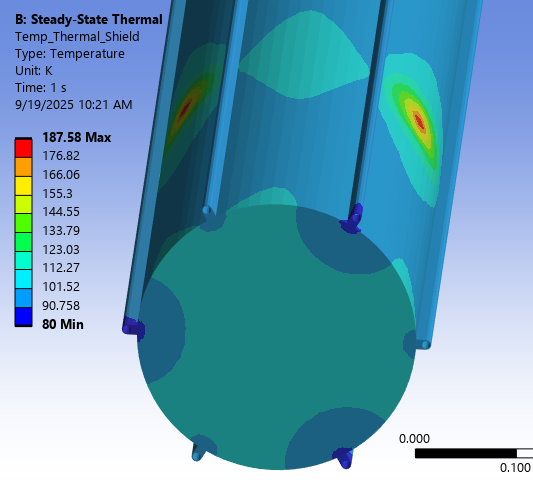 B: Steady-State Thermal
Temp_Thermal_Shield
Type: Temperature
Unit: K
Time: 1 s
9/19/2025 10:21 AM
187.58 Max
176.82
166.06
155.3
144.55
133.79
123.03
112.27
101.52
90.758
80 Min
0.000
0.100